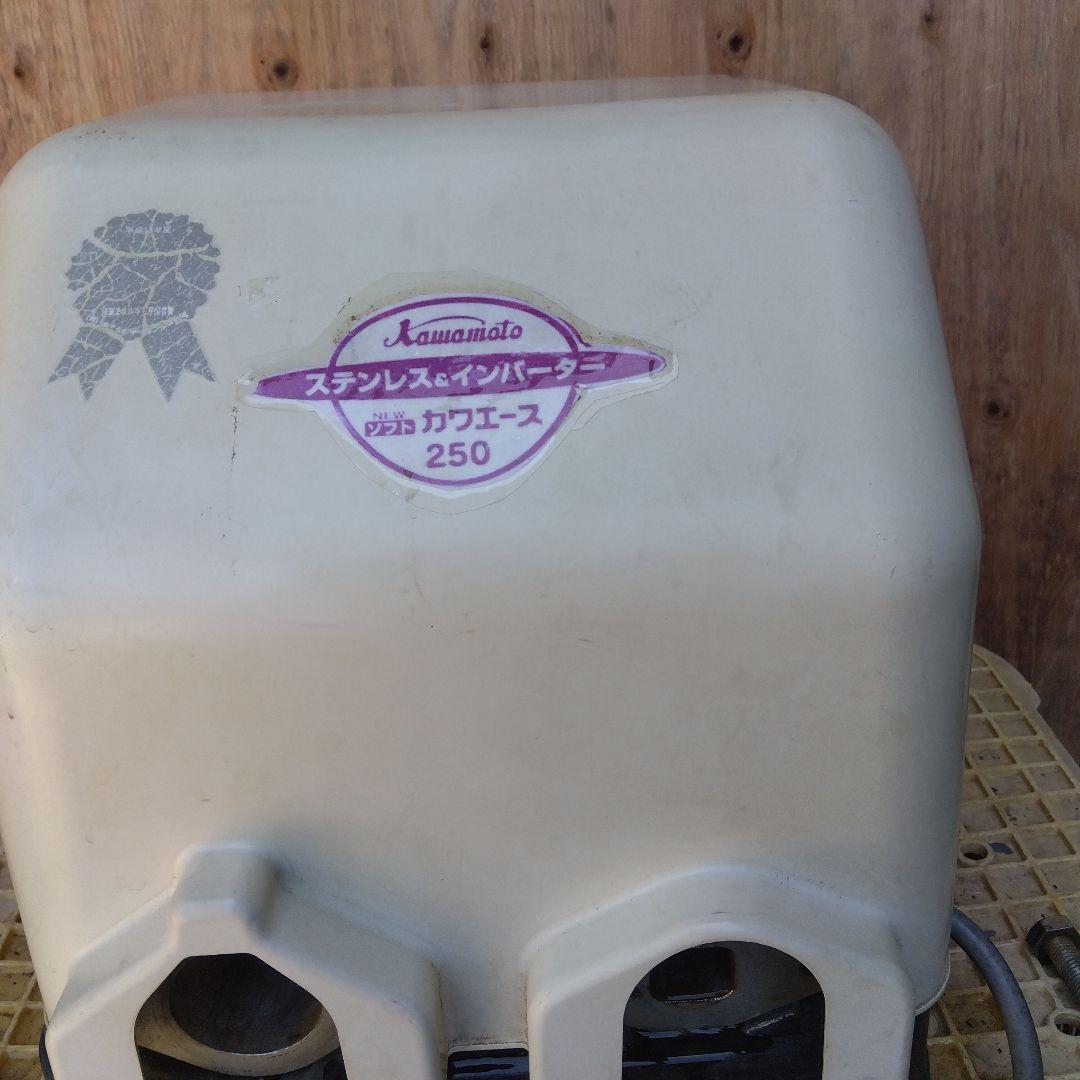 Kawamoto
ステンレス&インバーター
NEW
ソフト カワエース
250